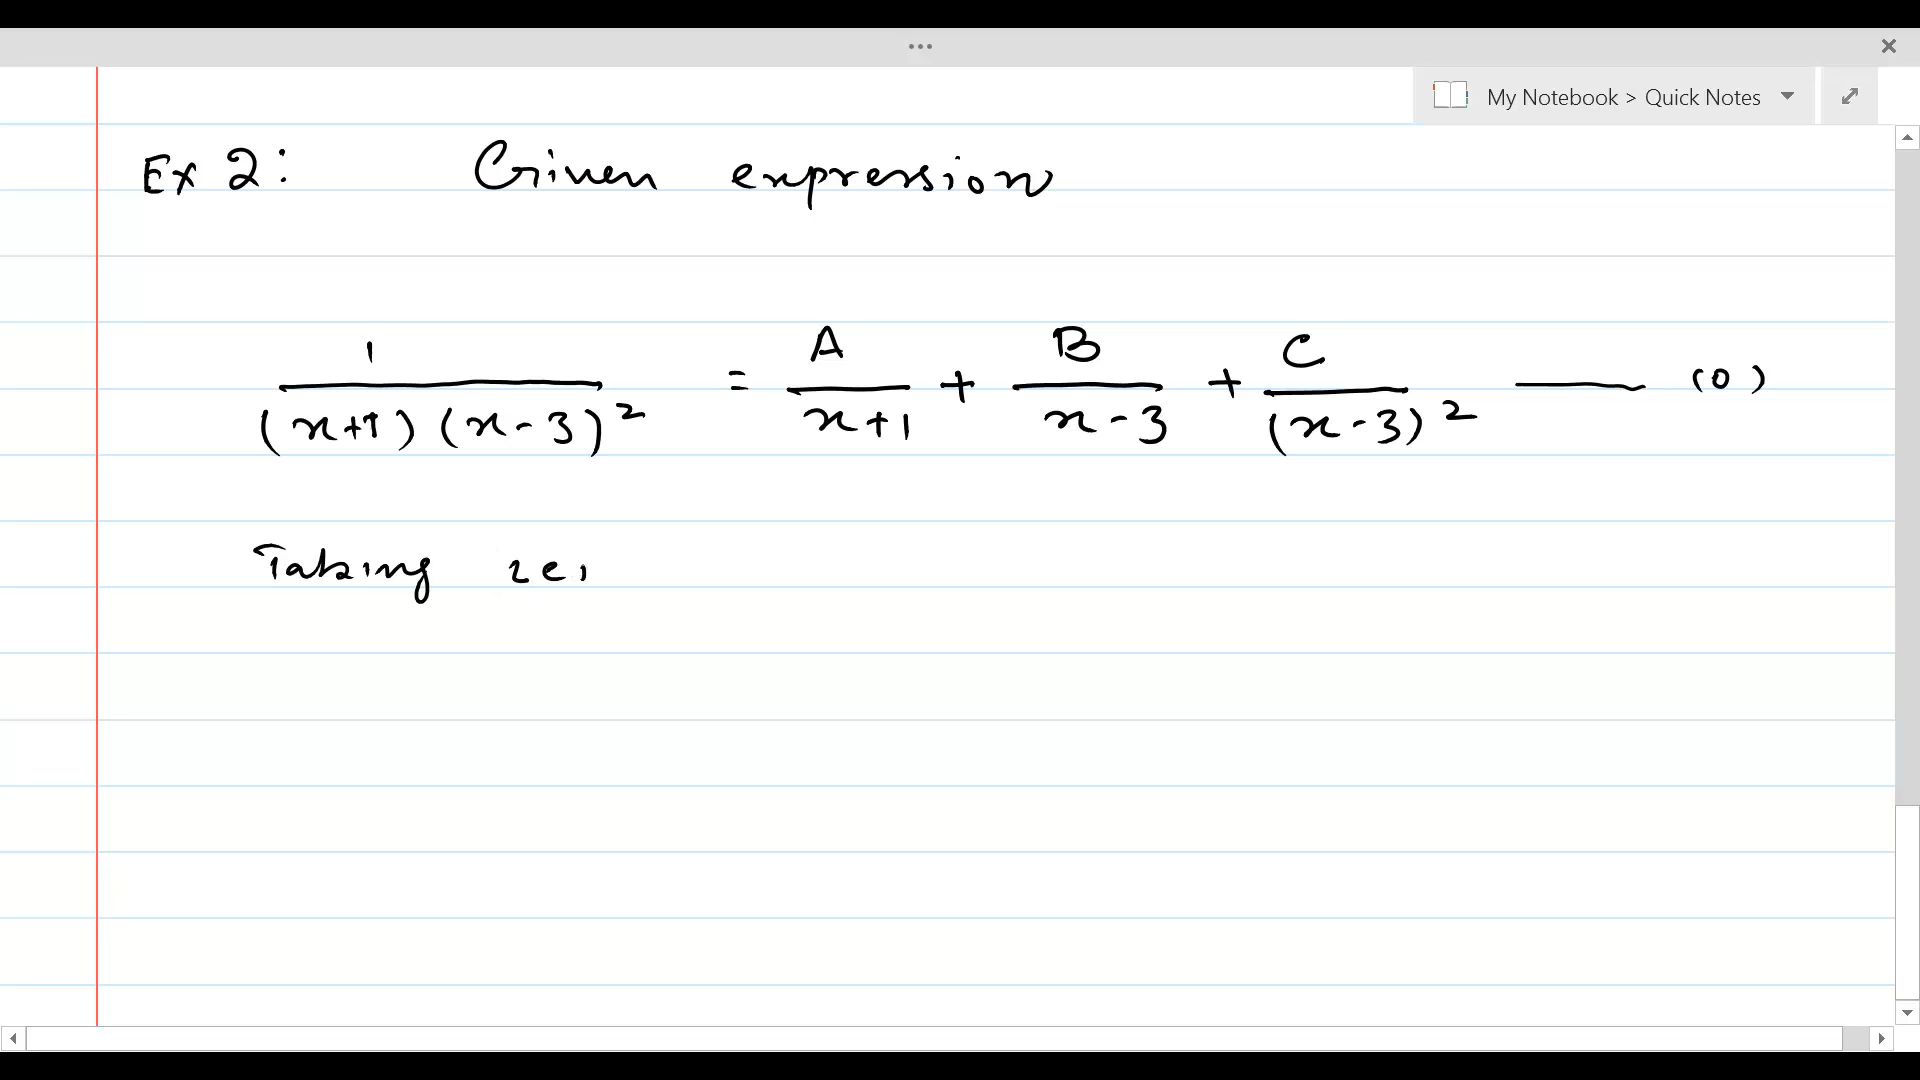 ...
My Notebook > Quick Notes
Ex 2: Given expression
1/((x+1)(x-3)²) = A/(x+1) + B/(x-3) + C/(x-3)² —— (0)
Taking